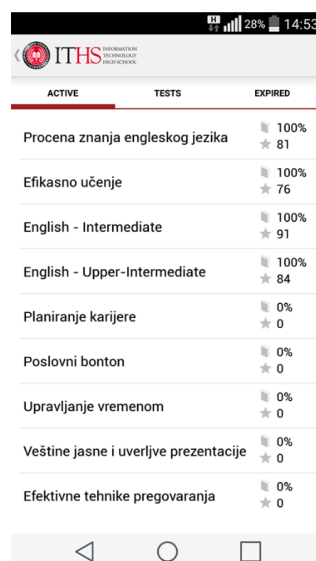 H 28% 14:53
ITHS INFORMATION
TECHNOLOGY
HIGH SCHOOL
ACTIVE TESTS EXPIRED
Procena znanja engleskog jezika 100%
81
Efikasno učenje 100%
76
English - Intermediate 100%
91
English - Upper-Intermediate 100%
84
Planiranje karijere 0%
0
Poslovni bonton 0%
0
Upravljanje vremenom 0%
0
Veštine jasne i uverljve prezentacije 0%
0
Efektivne tehnike pregovaranja 0%
0